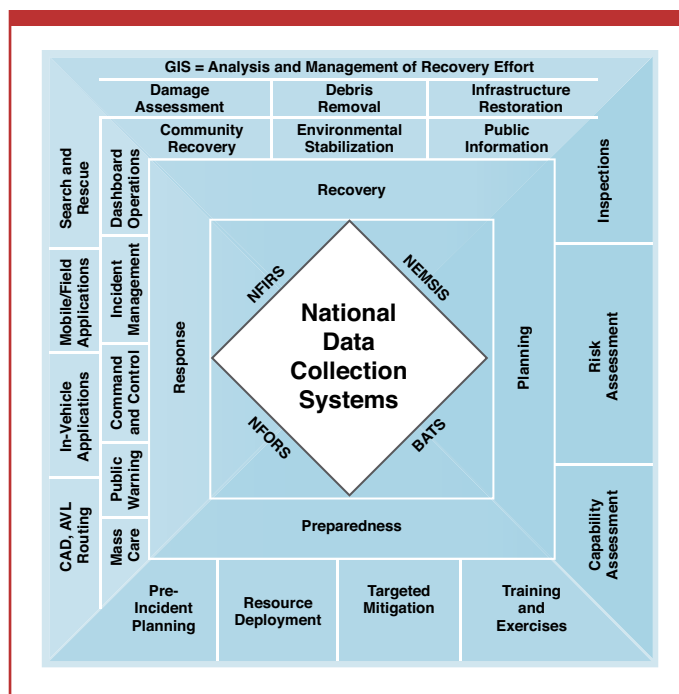 GIS = Analysis and Management of Recovery Effort
Damage
Assessment
Debris
Removal
Infrastructure
Restoration
Community
Recovery
Environmental
Stabilization
Public
Information
Search and
Rescue
Mobile/Field
Applications
In-Vehicle
Applications
CAD, AVL
Routing
Dashboard
Operations
Incident
Management
Command
and Control
Public
Warning
Mass
Care
Recovery
Response
NFIRS
NEMSIS
National
Data
Collection
Systems
NFORS
BATS
Planning
Preparedness
Inspections
Risk
Assessment
Capability
Assessment
Pre-
Incident
Planning
Resource
Deployment
Targeted
Mitigation
Training
and
Exercises